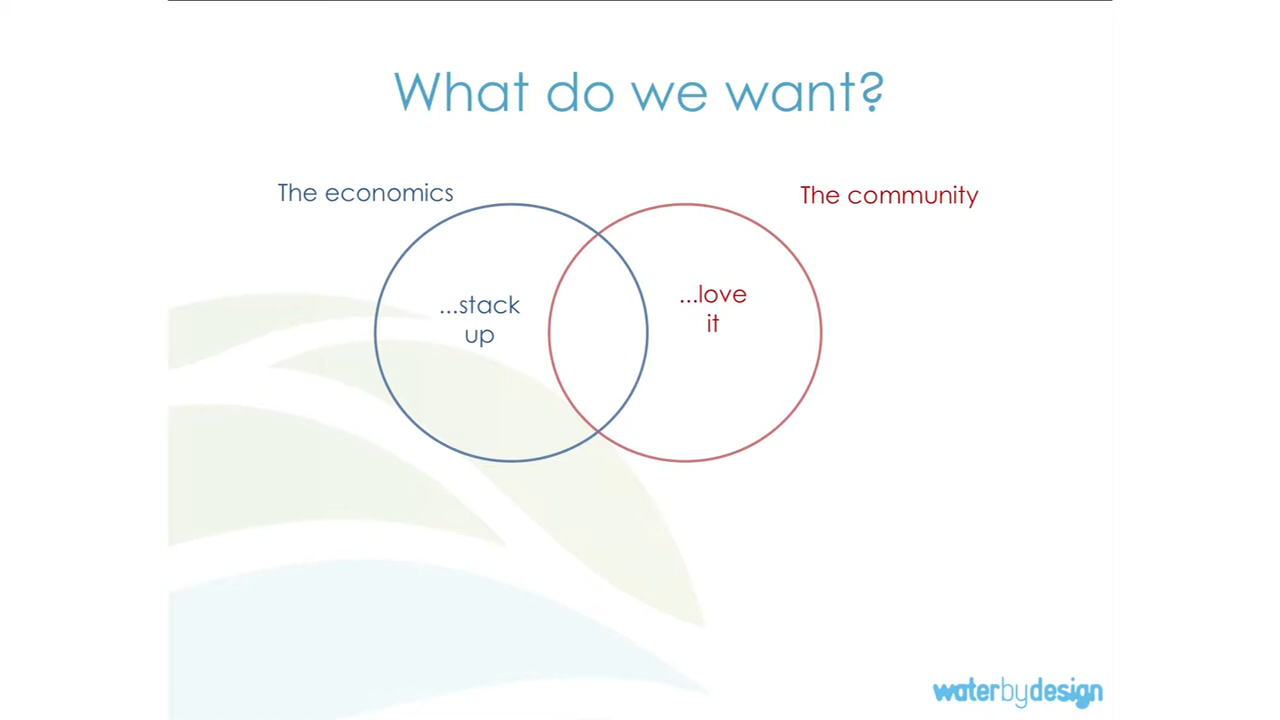 What do we want?
The economics
The community
...stack
up
...love
it
waterbydesign